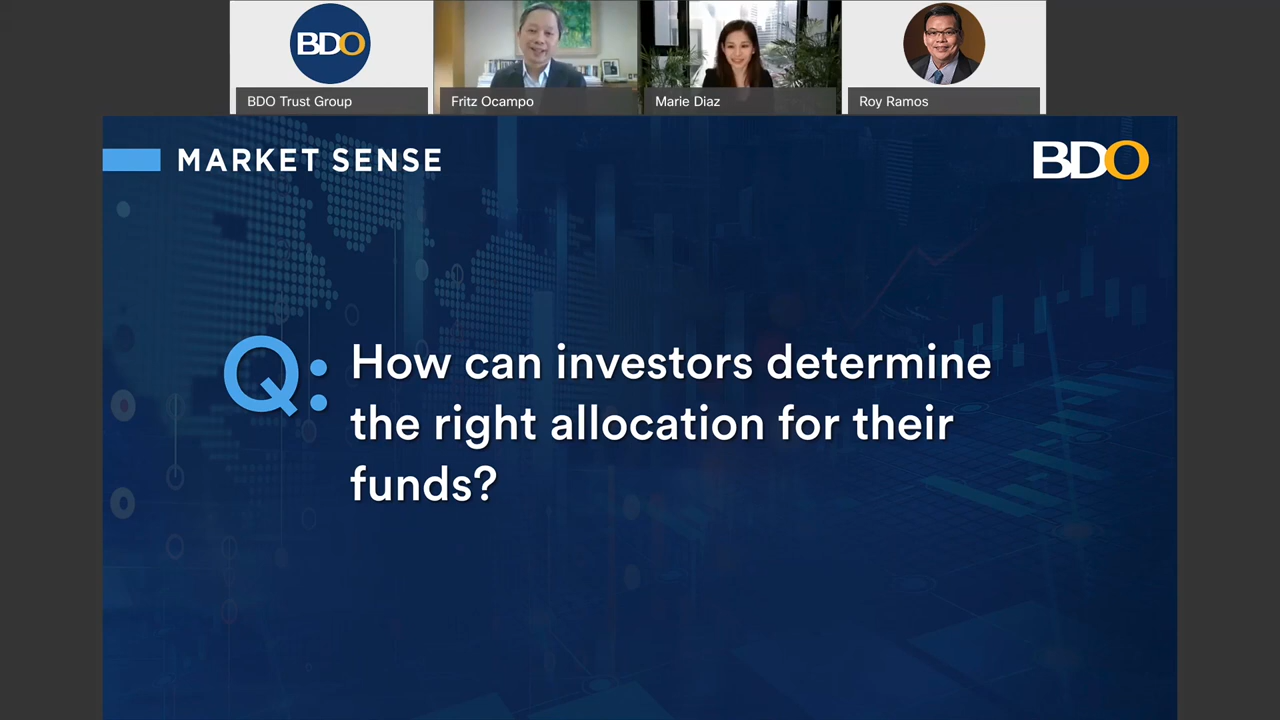 BDO
BDO Trust Group
Fritz Ocampo
Marie Diaz
Roy Ramos
MARKET SENSE
BDO
Q: How can investors determine
the right allocation for their
funds?